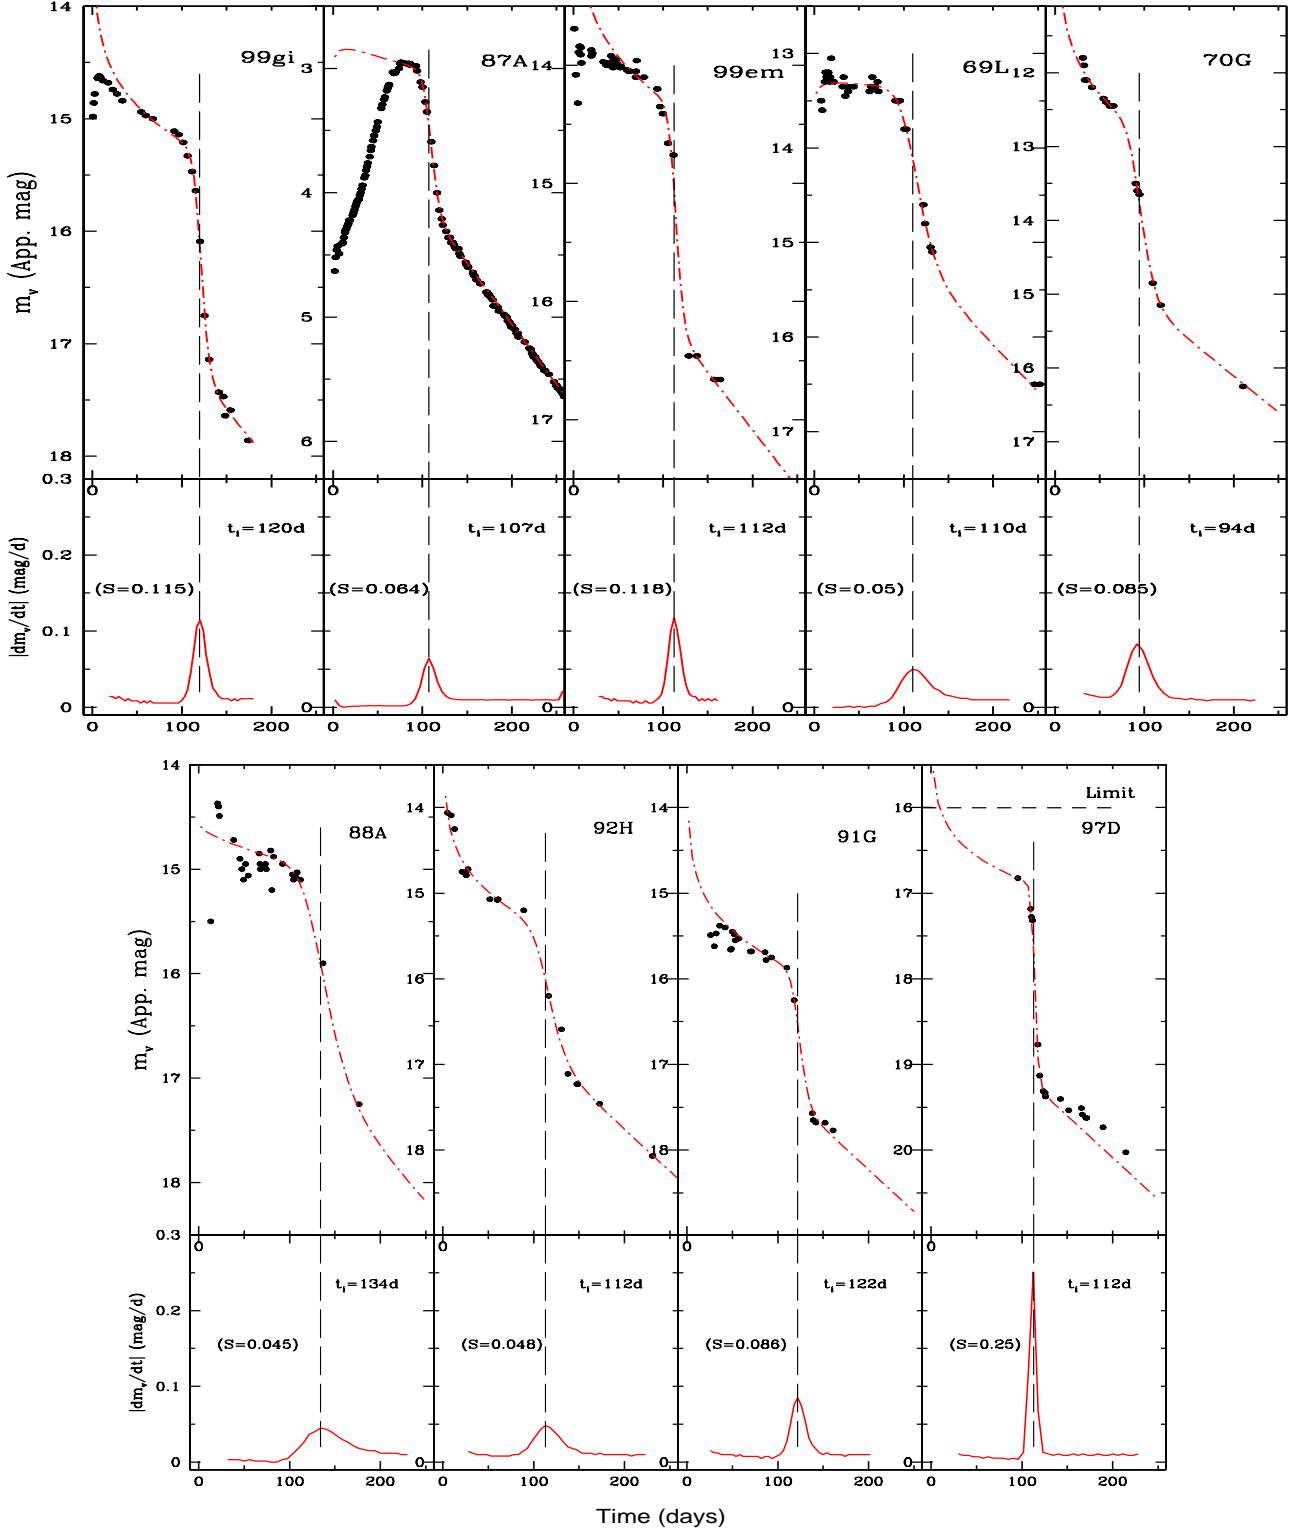 14
15
16
17
18
0.3
0.2
0.1
0
m_v (App. mag)
|dm_v/dt| (mag/d)
99gi
3
4
5
6
87A
14
15
16
17
99em
13
14
15
16
69L
12
13
14
15
16
17
70G
0 0 0 0 0
t_i=120d
(S=0.115)
t_i=107d
(S=0.064)
t_i=112d
(S=0.118)
t_i=110d
(S=0.05)
t_i=94d
(S=0.085)
0 0 0 0
0 100 200 0 100 200 0 100 200 0 100 200 0 100 200
14
15
16
17
18
0.3
0.2
0.1
0
m_v (App. mag)
|dm_v/dt| (mag/d)
88A
14
15
16
17
18
92H
14
15
16
17
18
91G
16
17
18
19
20
Limit
97D
0 0 0 0
t_i=134d
(S=0.045)
t_i=112d
(S=0.048)
t_i=122d
(S=0.086)
t_i=112d
(S=0.25)
0 0 0
0 100 200 0 100 200 0 100 200 0 100 200
Time (days)